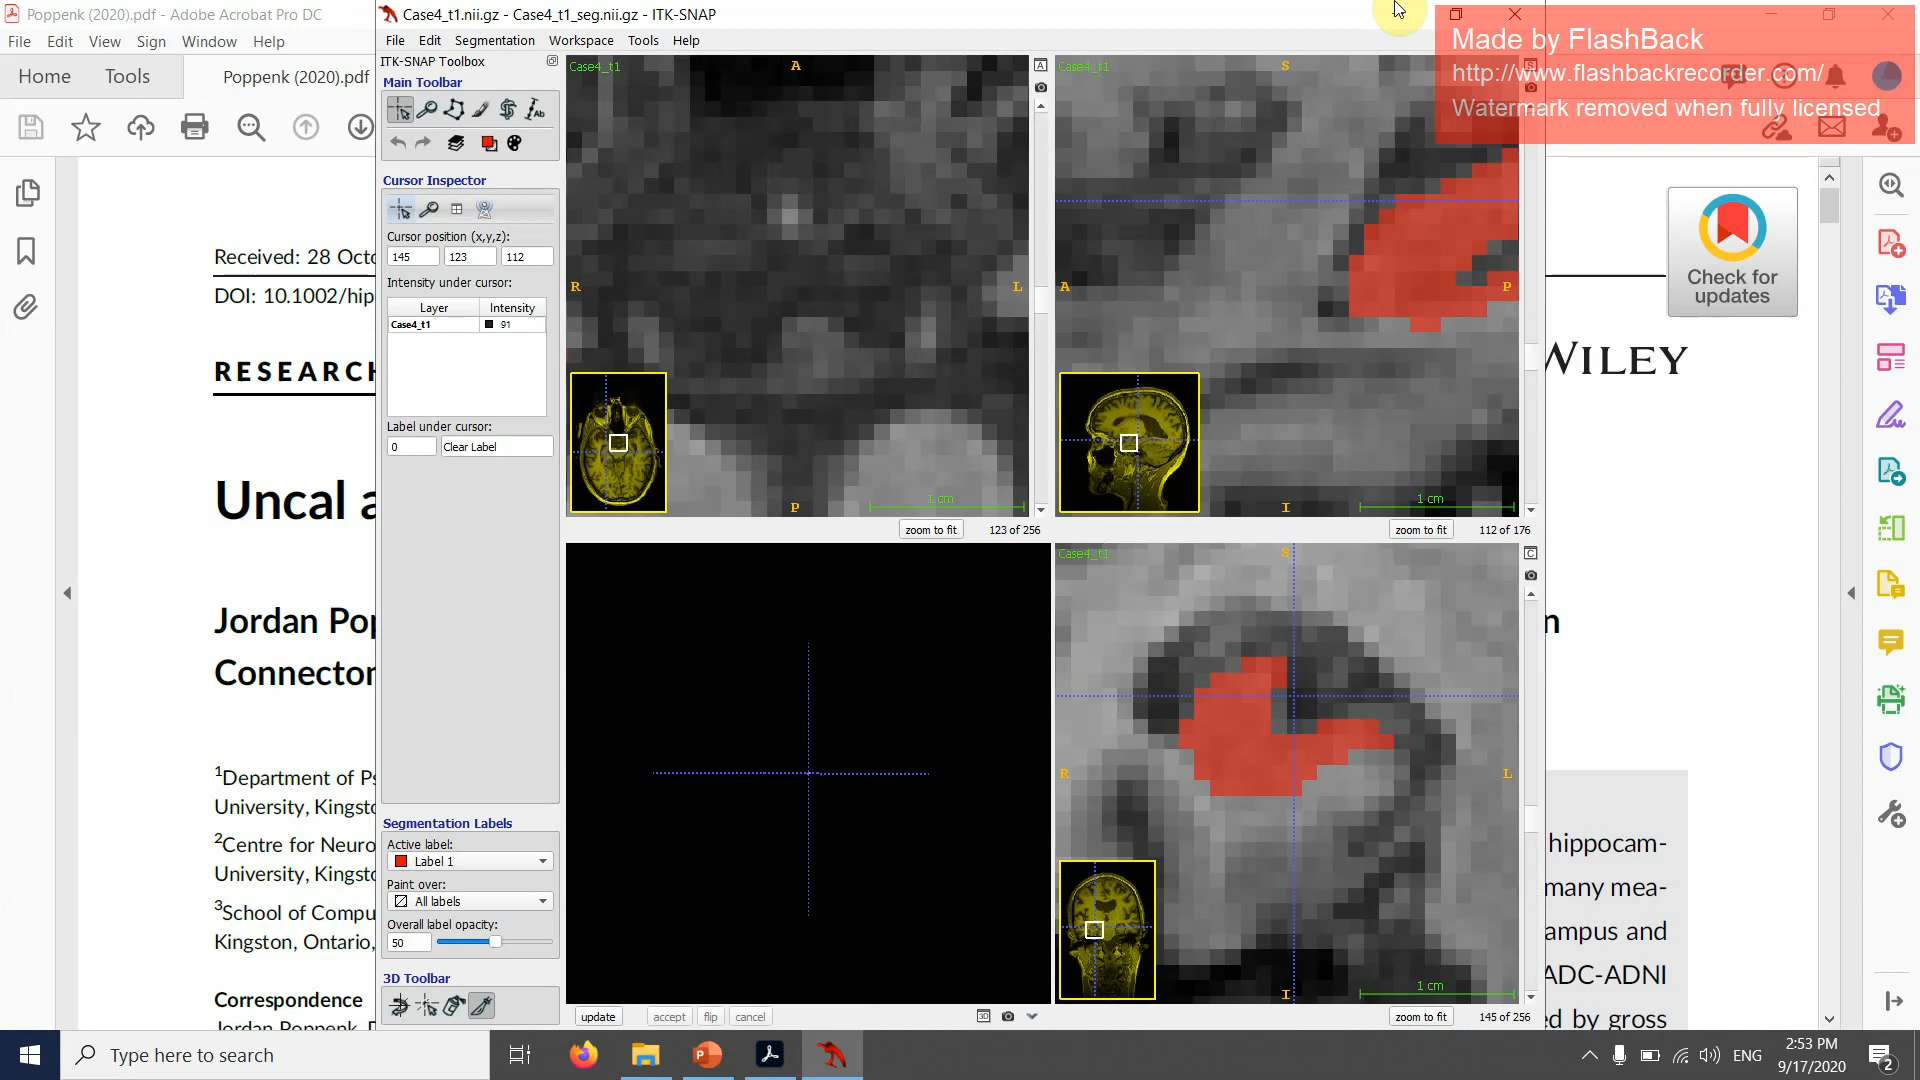 Poppenk (2020).pdf - Adobe Acrobat Pro DC
File Edit View Sign Window Help
Home Tools Poppenk (2020).pdf
Received: 28 Octo
DOI: 10.1002/hip
RESEARCH
Uncal a
Jordan Pop
Connector
1Department of Ps
University, Kingsto
2Centre for Neuro
University, Kingsto
3School of Compu
Kingston, Ontario,
Correspondence
Case4_t1.nii.gz - Case4_t1_seg.nii.gz - ITK-SNAP
File Edit Segmentation Workspace Tools Help
ITK-SNAP Toolbox
Main Toolbar
Cursor Inspector
Cursor position (x,y,z):
145 123 112
Intensity under cursor:
Layer Intensity
Case4_t1 91
Label under cursor:
0 Clear Label
Segmentation Labels
Active label:
Label 1
Paint over:
All labels
Overall label opacity:
50
3D Toolbar
Case4_t1
A
R
L
P
1 cm
zoom to fit 123 of 256
Case4_t1
S
A
P
I
1 cm
zoom to fit 112 of 176
update accept flip cancel
Case4_t1
S
R
L
I
1 cm
zoom to fit 145 of 256
Made by FlashBack
http://www.flashbackrecorder.com/
Watermark removed when fully licensed
Check for
updates
WILEY
n
hippocam-
many mea-
ampus and
ADC-ADNI
ed by gross
Type here to search
ENG
2:53 PM
9/17/2020
2